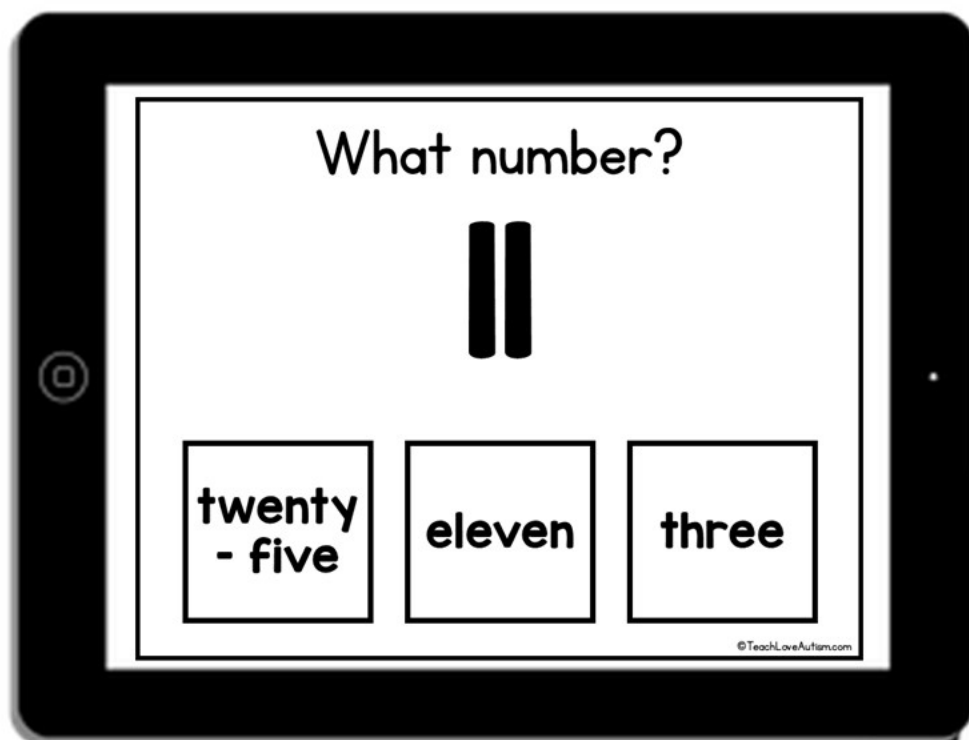 What number?
11
twenty
- five
eleven
three
©TeachLoveAutism.com